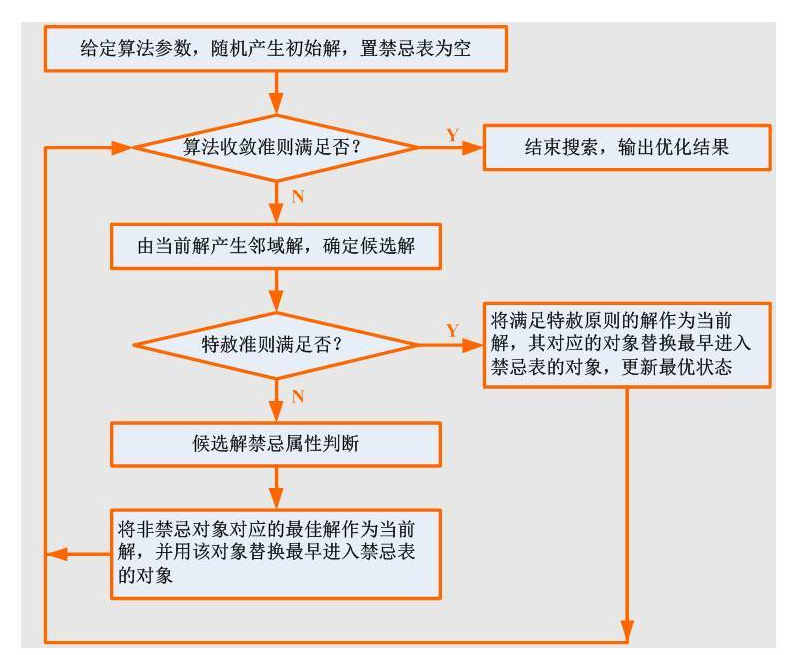 给定算法参数，随机产生初始解，置禁忌表为空
算法收敛准则满足否？
Y
结束搜索，输出优化结果
N
由当前解产生邻域解，确定候选解
特赦准则满足否？
Y
将满足特赦原则的解作为当前
解，其对应的对象替换最早进入
禁忌表的对象，更新最优状态
N
候选解禁忌属性判断
将非禁忌对象对应的最佳解作为当前
解，并用该对象替换最早进入禁忌表
的对象